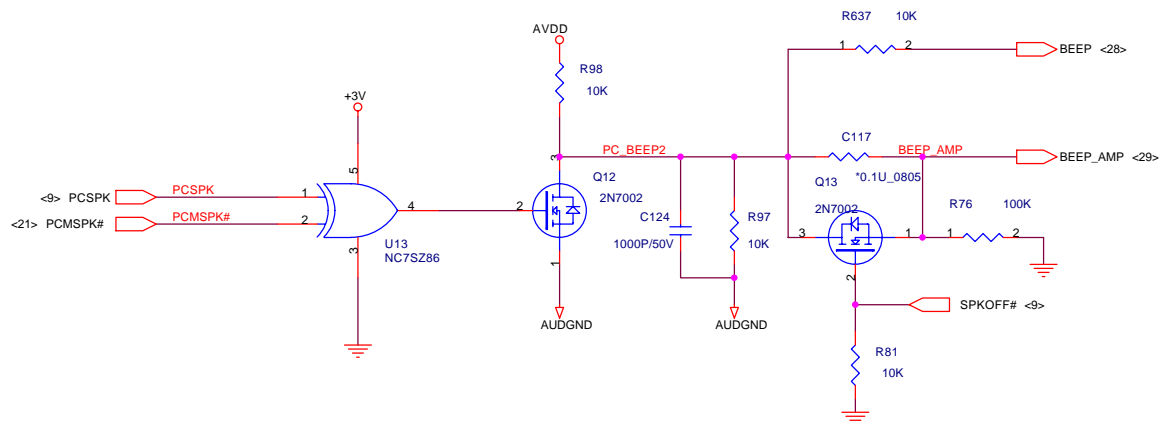 R637 10K
1 2 BEEP <28>
AVDD
R98
10K
3
+3V
5
C117
PC_BEEP2 BEEP_AMP BEEP_AMP <29>
*0.1U_0805
Q12
2N7002
Q13
2N7002
<9> PCSPK PCSPK 1
<21> PCMSPK# PCMSPK# 2
4 2
U13
NC7SZ86
3
1
C124
1000P/50V
R97
10K
3 1
R76 100K
1 2
2
AUDGND
AUDGND
SPKOFF# <9>
R81
10K